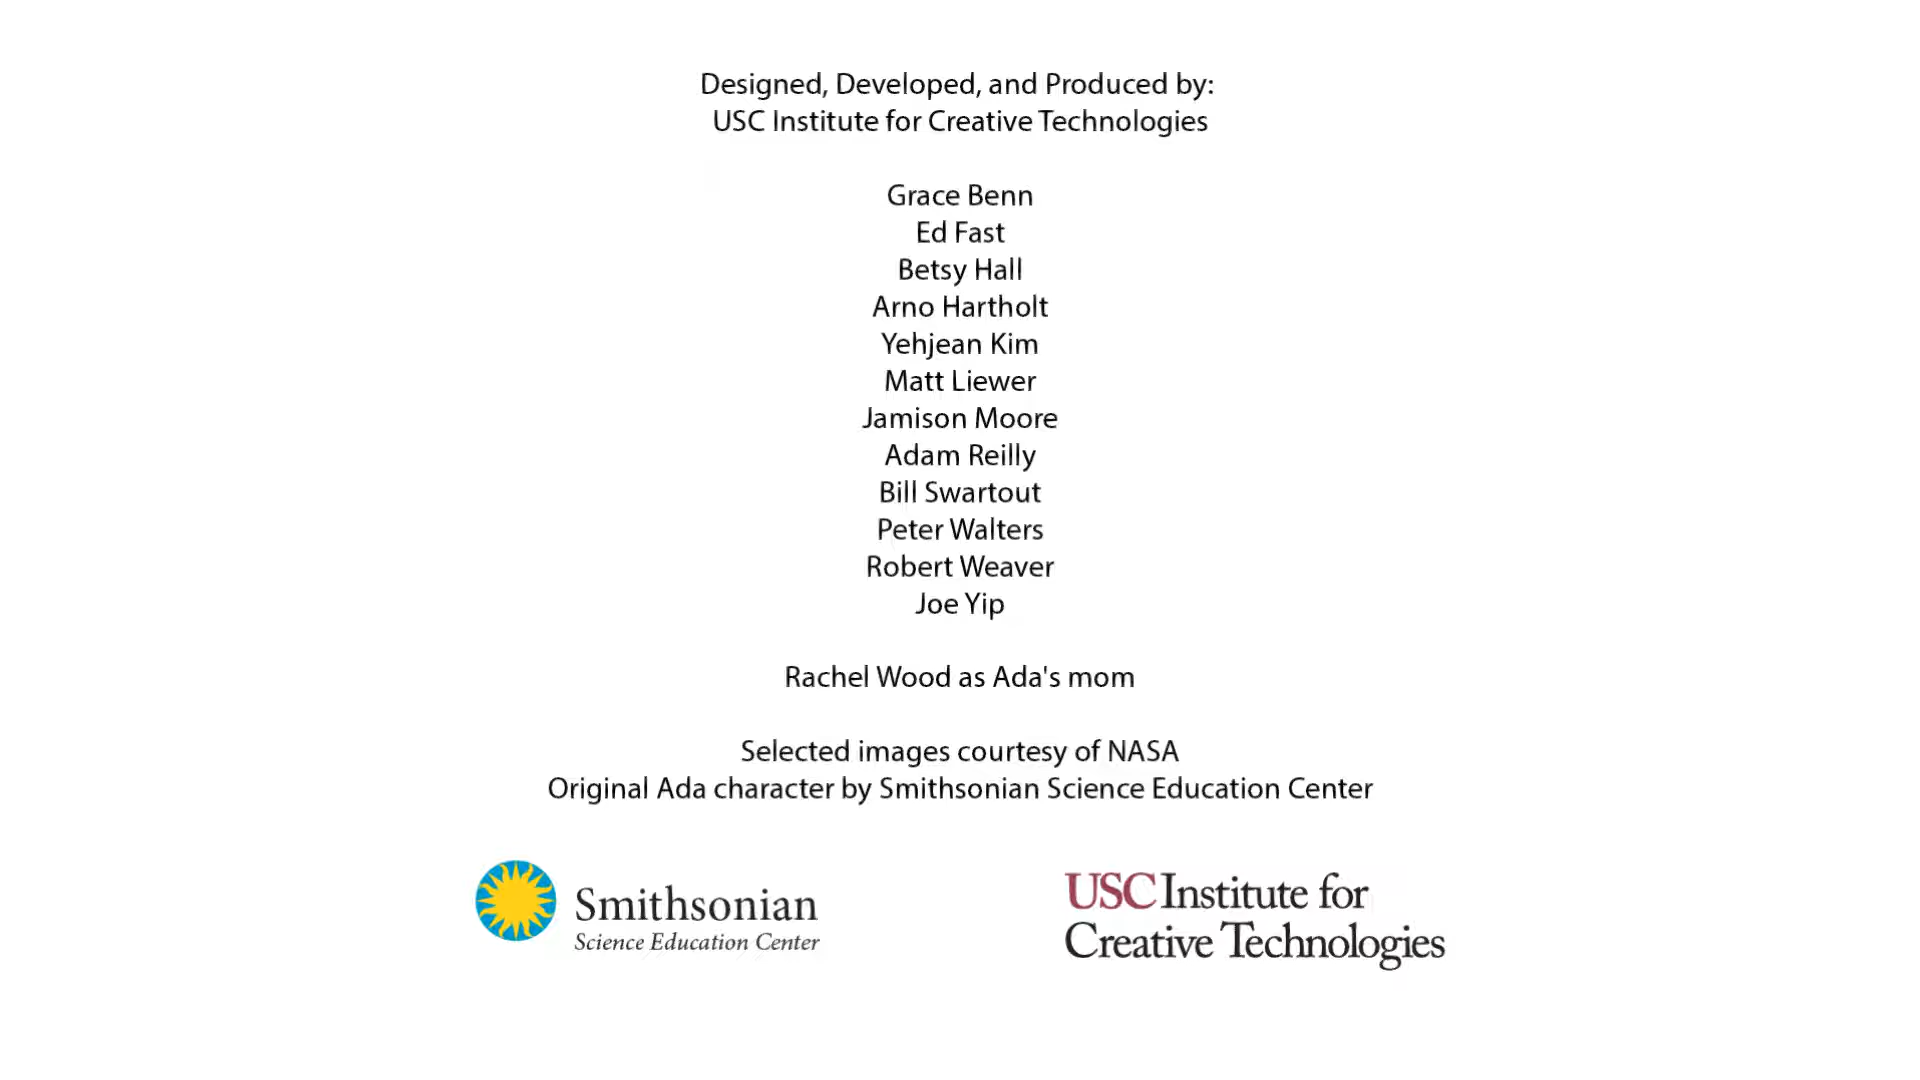 Designed, Developed, and Produced by:
USC Institute for Creative Technologies
Grace Benn
Ed Fast
Betsy Hall
Arno Hartholt
Yehjean Kim
Matt Liewer
Jamison Moore
Adam Reilly
Bill Swartout
Peter Walters
Robert Weaver
Joe Yip
Rachel Wood as Ada's mom
Selected images courtesy of NASA
Original Ada character by Smithsonian Science Education Center
Smithsonian
Science Education Center
USC Institute for
Creative Technologies